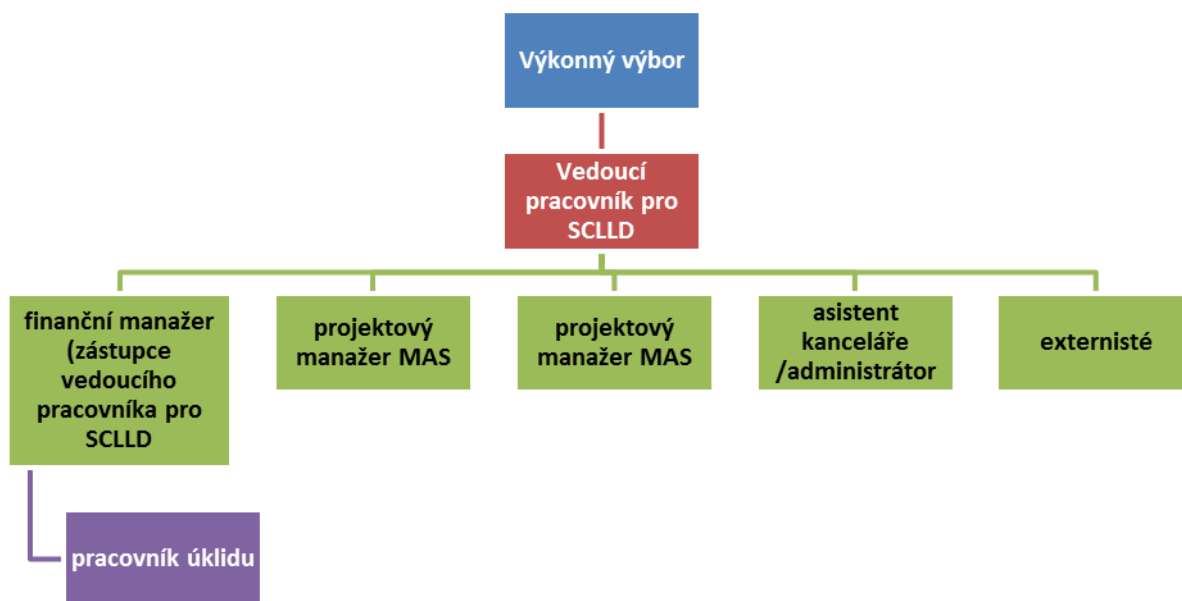 Výkonný výbor
Vedoucí
pracovník pro
SCLLD
finanční manažer
(zástupce
vedoucího
pracovníka pro
SCLLD
projektový
manažer MAS
projektový
manažer MAS
asistent
kanceláře
/administrátor
externisté
pracovník úklidu